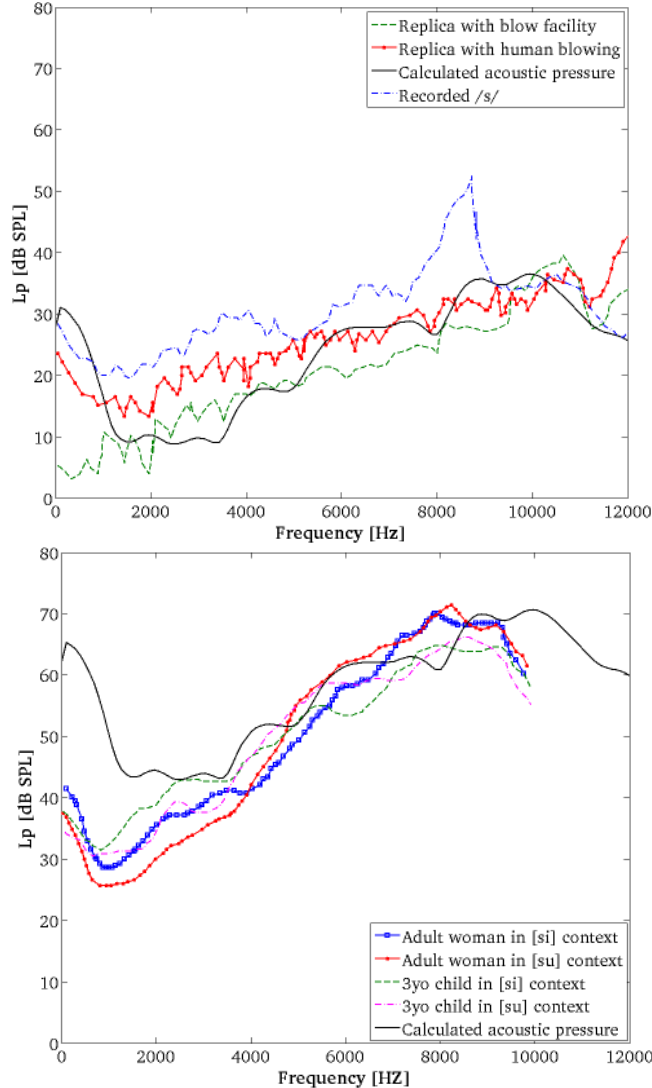 80
70
60
50
40
30
20
10
0
Lp [dB SPL]
Replica with blow facility
Replica with human blowing
Calculated acoustic pressure
Recorded /s/
0 2000 4000 6000 8000 10000 12000
Frequency [Hz]
80
70
60
50
40
30
20
10
0
Lp [dB SPL]
Adult woman in [si] context
Adult woman in [su] context
3yo child in [si] context
3yo child in [su] context
Calculated acoustic pressure
0 2000 4000 6000 8000 10000 12000
Frequency [HZ]